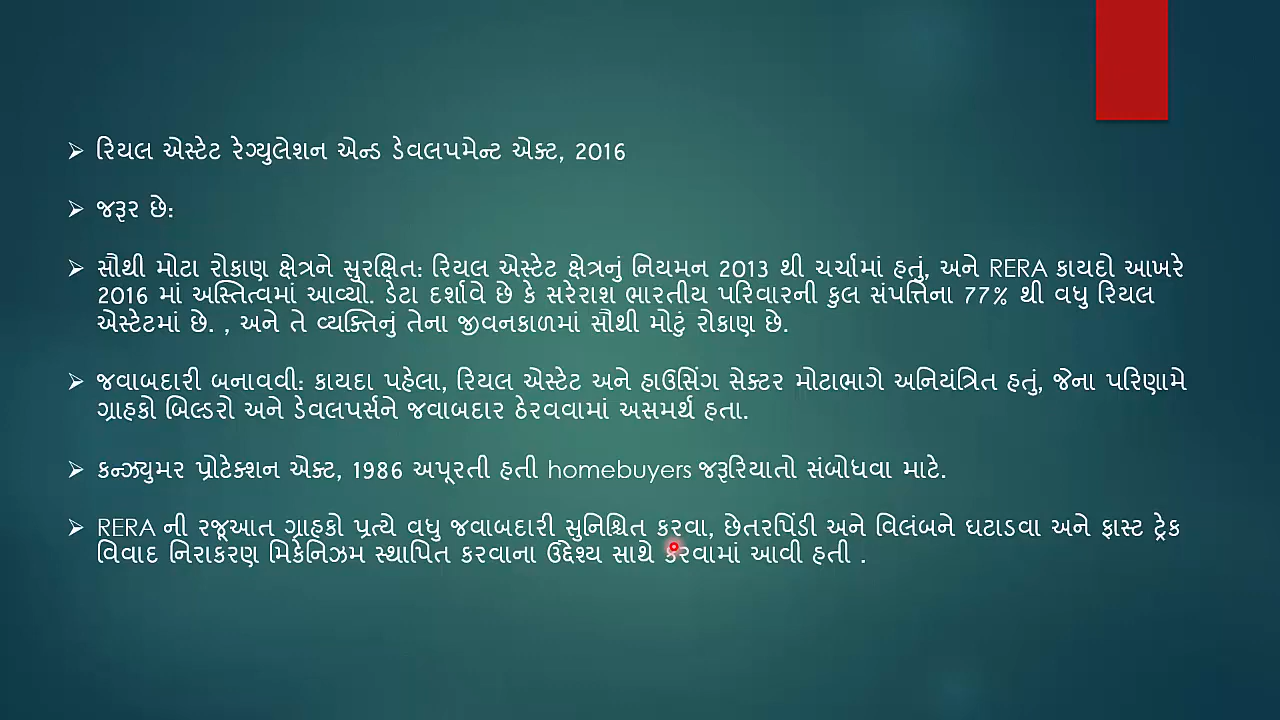 રિયલ એસ્ટેટ રેગ્યુલેશન એન્ડ ડેવલપમેન્ટ એક્ટ, 2016
જરૂર છે:
સૌથી મોટા રોકાણ ક્ષેત્રને સુરક્ષિત: રિયલ એસ્ટેટ ક્ષેત્રનું નિયમન 2013 થી ચર્ચામાં હતું, અને RERA કાયદો આખરે
2016 માં અસ્તિત્વમાં આવ્યો. ડેટા દર્શાવે છે કે સરેરાશ ભારતીય પરિવારની કુલ સંપત્તિના 77% થી વધુ રિયલ
એસ્ટેટમાં છે. , અને તે વ્યક્તિનું તેના જીવનકાળમાં સૌથી મોટું રોકાણ છે.
જવાબદારી બનાવવી: કાયદા પહેલા, રિયલ એસ્ટેટ અને હાઉસિંગ સેક્ટર મોટાભાગે અનિયંત્રિત હતું, જેના પરિણામે
ગ્રાહકો બિલ્ડરો અને ડેવલપર્સને જવાબદાર ઠેરવવામાં અસમર્થ હતા.
કન્ઝ્યુમર પ્રોટેક્શન એક્ટ, 1986 અપૂરતી હતી homebuyers જરૂરિયાતો સંબોધવા માટે.
RERA ની રજૂઆત ગ્રાહકો પ્રત્યે વધુ જવાબદારી સુનિશ્ચિત કરવા, છેતરપિંડી અને વિલંબને ઘટાડવા અને ફાસ્ટ ટ્રેક
વિવાદ નિરાકરણ મિકેનિઝમ સ્થાપિત કરવાના ઉદ્દેશ્ય સાથે કરવામાં આવી હતી .